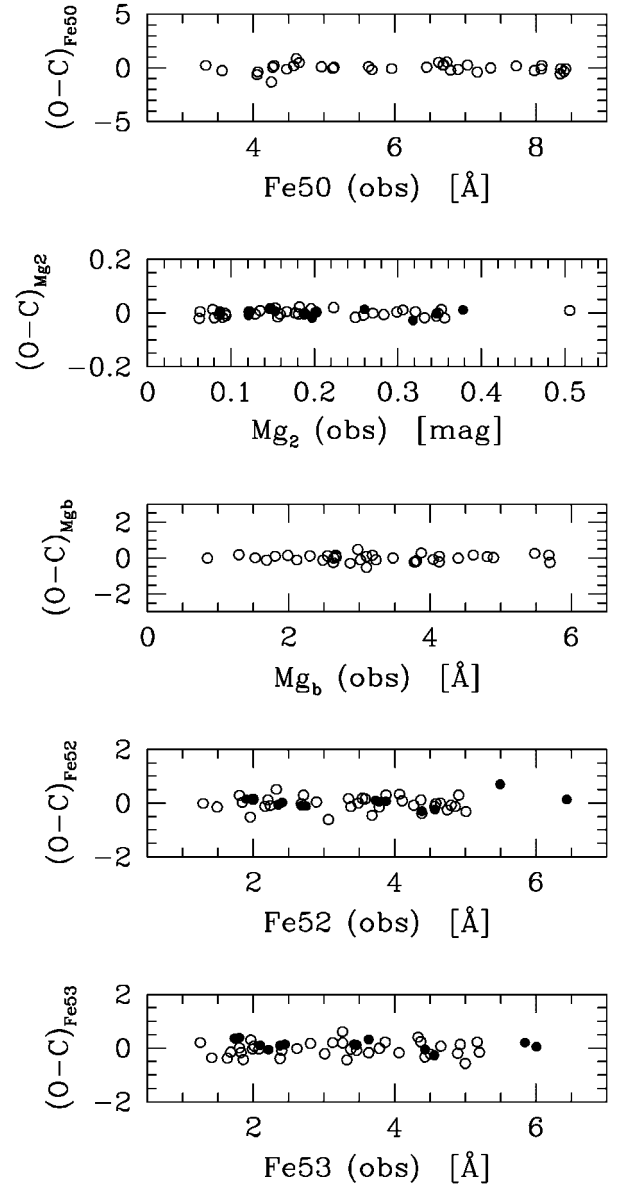 5
0
−5
(O−C)Fe50
4 6 8
Fe50 (obs) [Å]
0.2
0
−0.2
(O−C)Mg2
0 0.1 0.2 0.3 0.4 0.5
Mg2 (obs) [mag]
2
0
−2
(O−C)Mgb
0 2 4 6
Mgb (obs) [Å]
2
0
−2
(O−C)Fe52
2 4 6
Fe52 (obs) [Å]
2
0
−2
(O−C)Fe53
2 4 6
Fe53 (obs) [Å]